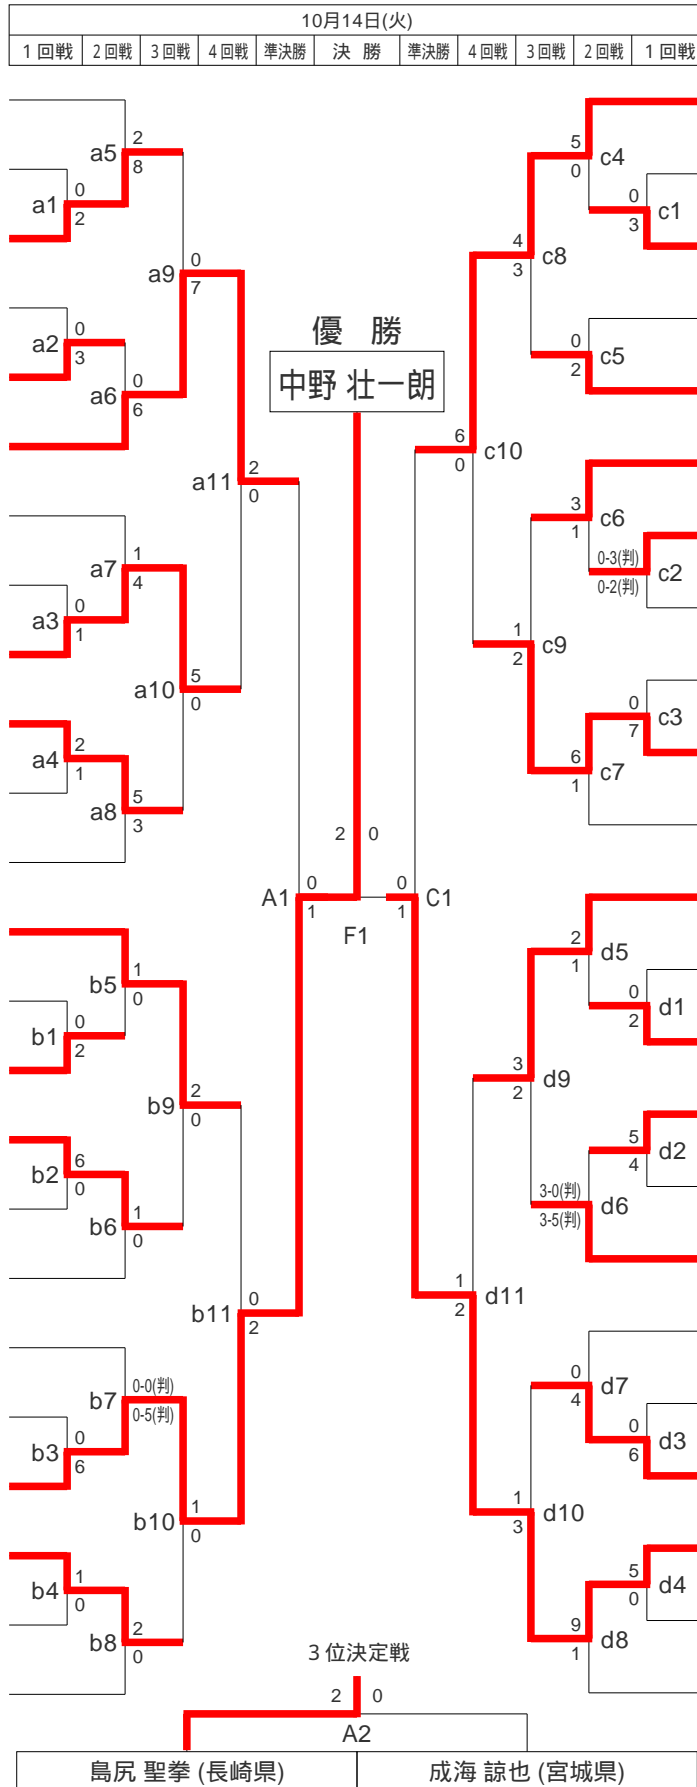 10月14日(火)
1回戦 2回戦 3回戦 4回戦 準決勝 決 勝 準決勝 4回戦 3回戦 2回戦 1回戦
a5 2 8
5 0 c4
a1 0 2
0 3 c1
a9 0 7
4 3 c8
優 勝
中野 壮一朗
a2 0 3
0 2 c5
a6 0 6
a11 2 0
6 0 c10
a7 1 4
3 1 c6
0-3(判)
0-2(判)
c2
a3 0 1
1 2 c9
a10 5 0
0 7 c3
a4 2 1
6 1 c7
a8 5 3
2 0
A1 0 1
0 1 C1
F1
b5 1 0
2 1 d5
b1 0 2
0 2 d1
b9 2 0
3 2 d9
b2 6 0
5 4 d2
b6 1 0
3-0(判)
3-5(判)
d6
b11 0 2
1 2 d11
b7
0-0(判)
0-5(判)
0 4 d7
b3 0 6
0 6 d3
b10 1 0
1 3 d10
b4 1 0
5 0 d4
b8 2 0
9 1 d8
3位決定戦
2 0
A2
島尻 聖拳 (長崎県) 成海 諒也 (宮城県)